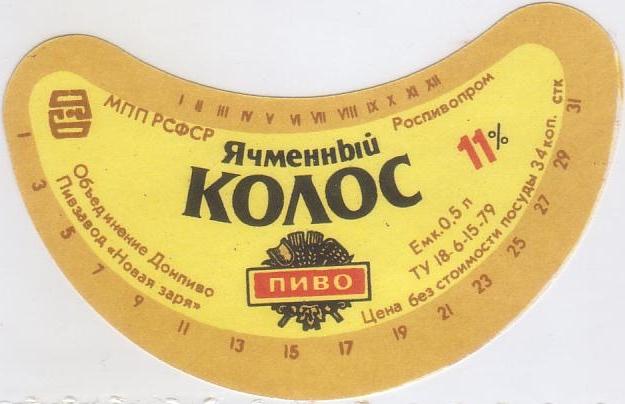 I II III IV V VI VII VIII IX X XI XII
МПП РСФСР
Роспивопром
Ячменный
КОЛОС
11%
Объединение Донпиво
Пивзавод «Новая заря»
ПИВО
Емк. 0,5 л
ТУ 18-6-15-79
Цена без стоимости посуды 34 коп. стк
1 3 5 7 9 11 13 15 17 19 21 23 25 27 29 31